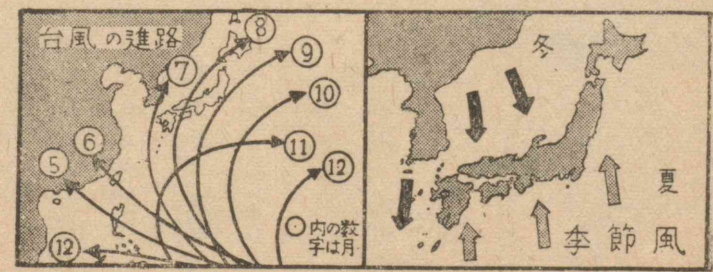 台風の進路
⑧
⑨
⑦
⑩
⑥
⑪
⑤
⑫
⑫
○内の数
字は月
冬
夏
季節風